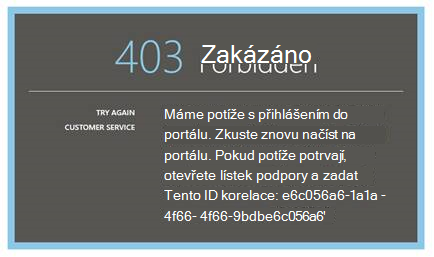 403 Zakázáno
Forbidden
TRY AGAIN
CUSTOMER SERVICE
Máme potíže s přihlášením do
portálu. Zkuste znovu načíst na
portálu. Pokud potíže potrvají,
otevřete lístek podpory a zadat
Tento ID korelace: e6c056a6-1a1a -
4f66- 4f66-9bdbe6c056a6'